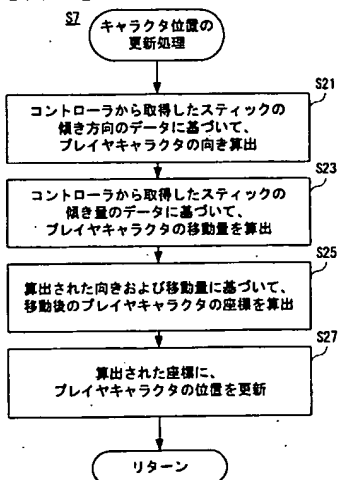 S7
キャラクタ位置の
更新処理
S21
コントローラから取得したスティックの
傾き方向のデータに基づいて、
プレイヤキャラクタの向き算出
S23
コントローラから取得したスティックの
傾き量のデータに基づいて、
プレイヤキャラクタの移動量を算出
S25
算出された向きおよび移動量に基づいて、
移動後のプレイヤキャラクタの座標を算出
S27
算出された座標に、
プレイヤキャラクタの位置を更新
リターン